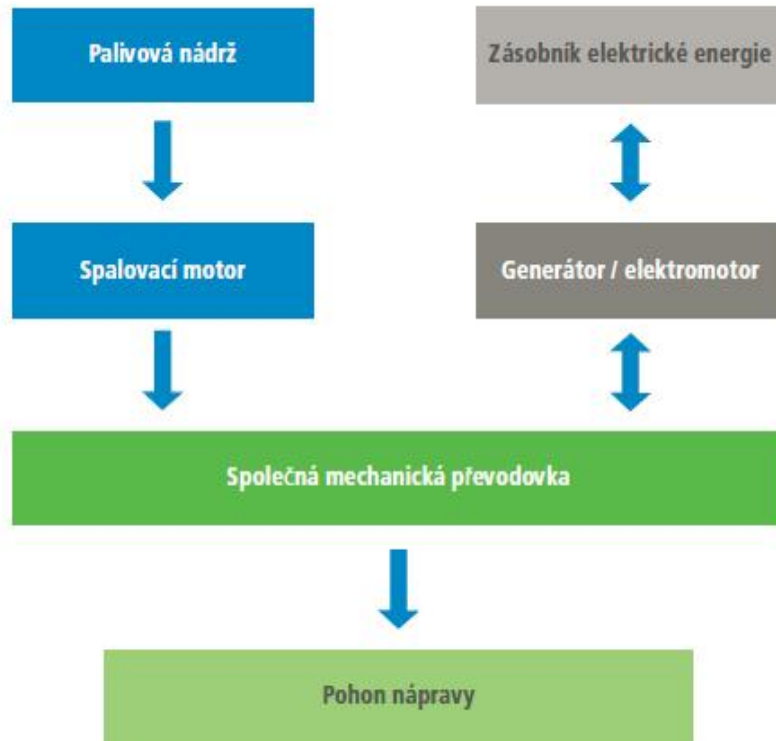 Palivová nádrž
Zásobník elektrické energie
Spalovací motor
Generátor / elektromotor
Společná mechanická převodovka
Pohon nápravy